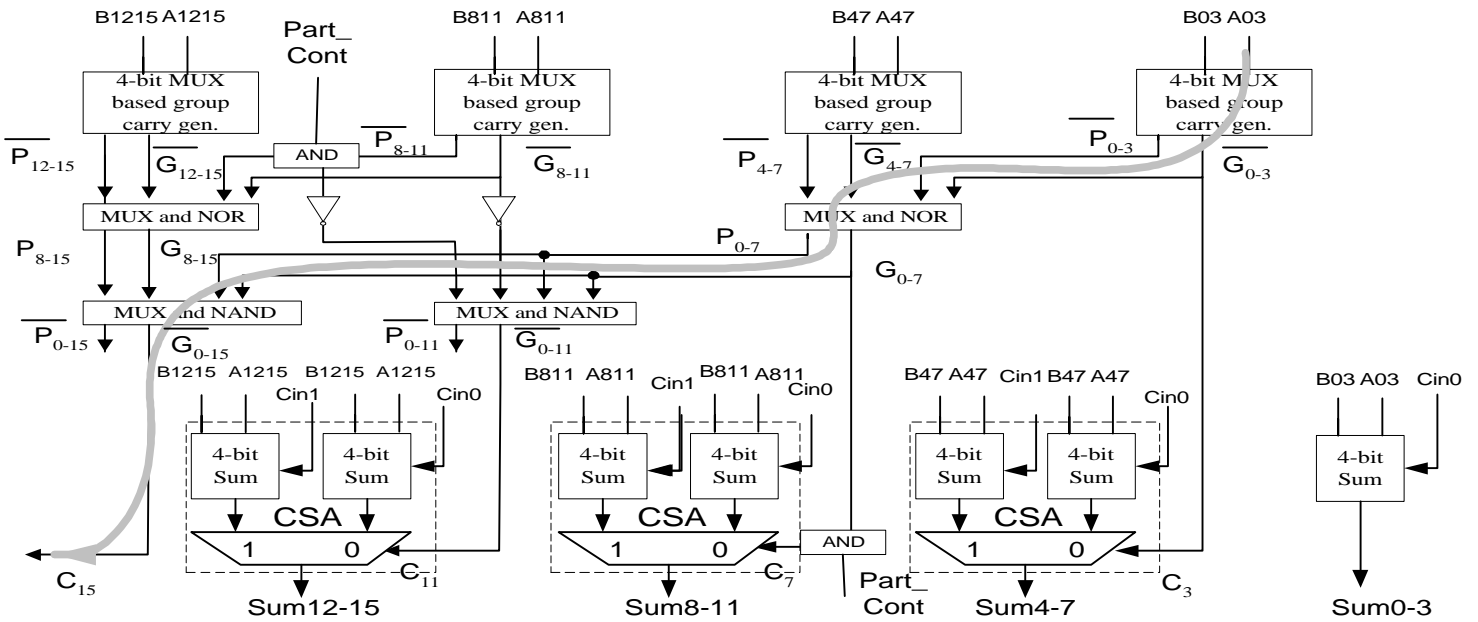 B1215 A1215
Part_
Cont
B811 A811
B47 A47
B03 A03
4-bit MUX
based group
carry gen.
4-bit MUX
based group
carry gen.
4-bit MUX
based group
carry gen.
4-bit MUX
based group
carry gen.
P12-15
G12-15
AND
P8-11
G8-11
P4-7
G4-7
P0-3
G0-3
MUX and NOR
MUX and NOR
P8-15
G8-15
P0-7
G0-7
MUX and NAND
MUX and NAND
P0-15
G0-15
P0-11
G0-11
B1215 A1215 B1215 A1215
Cin1
Cin0
B811 A811
Cin1
B811 A811
Cin0
B47 A47
Cin1
B47 A47
Cin0
B03 A03
Cin0
4-bit
Sum
4-bit
Sum
4-bit
Sum
4-bit
Sum
4-bit
Sum
4-bit
Sum
4-bit
Sum
CSA
CSA
CSA
1 0
1 0
AND
1 0
C15
C11
C7
Part_
Cont
C3
Sum12-15
Sum8-11
Sum4-7
Sum0-3